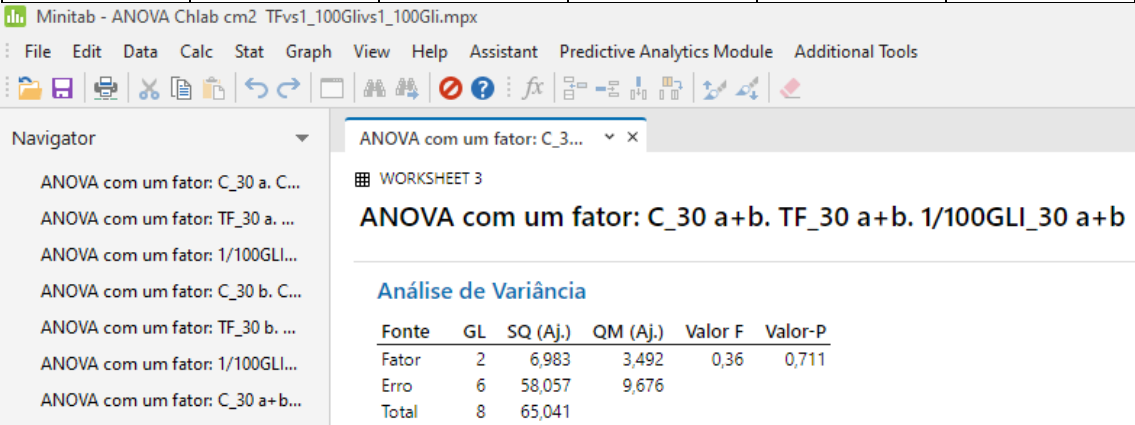 Minitab - ANOVA Chlab cm2 TFvs1_100Glivs1_100Gli.mpx
File Edit Data Calc Stat Graph View Help Assistant Predictive Analytics Module Additional Tools
fx
Navigator
ANOVA com um fator: C_3...
ANOVA com um fator: C_30 a. C...
ANOVA com um fator: TF_30 a. ...
ANOVA com um fator: 1/100GLI...
ANOVA com um fator: C_30 b. C...
ANOVA com um fator: TF_30 b. ...
ANOVA com um fator: 1/100GLI...
ANOVA com um fator: C_30 a+b...
WORKSHEET 3
ANOVA com um fator: C_30 a+b. TF_30 a+b. 1/100GLI_30 a+b
Análise de Variância
Fonte GL SQ (Aj.) QM (Aj.) Valor F Valor-P
Fator 2 6,983 3,492 0,36 0,711
Erro 6 58,057 9,676
Total 8 65,041